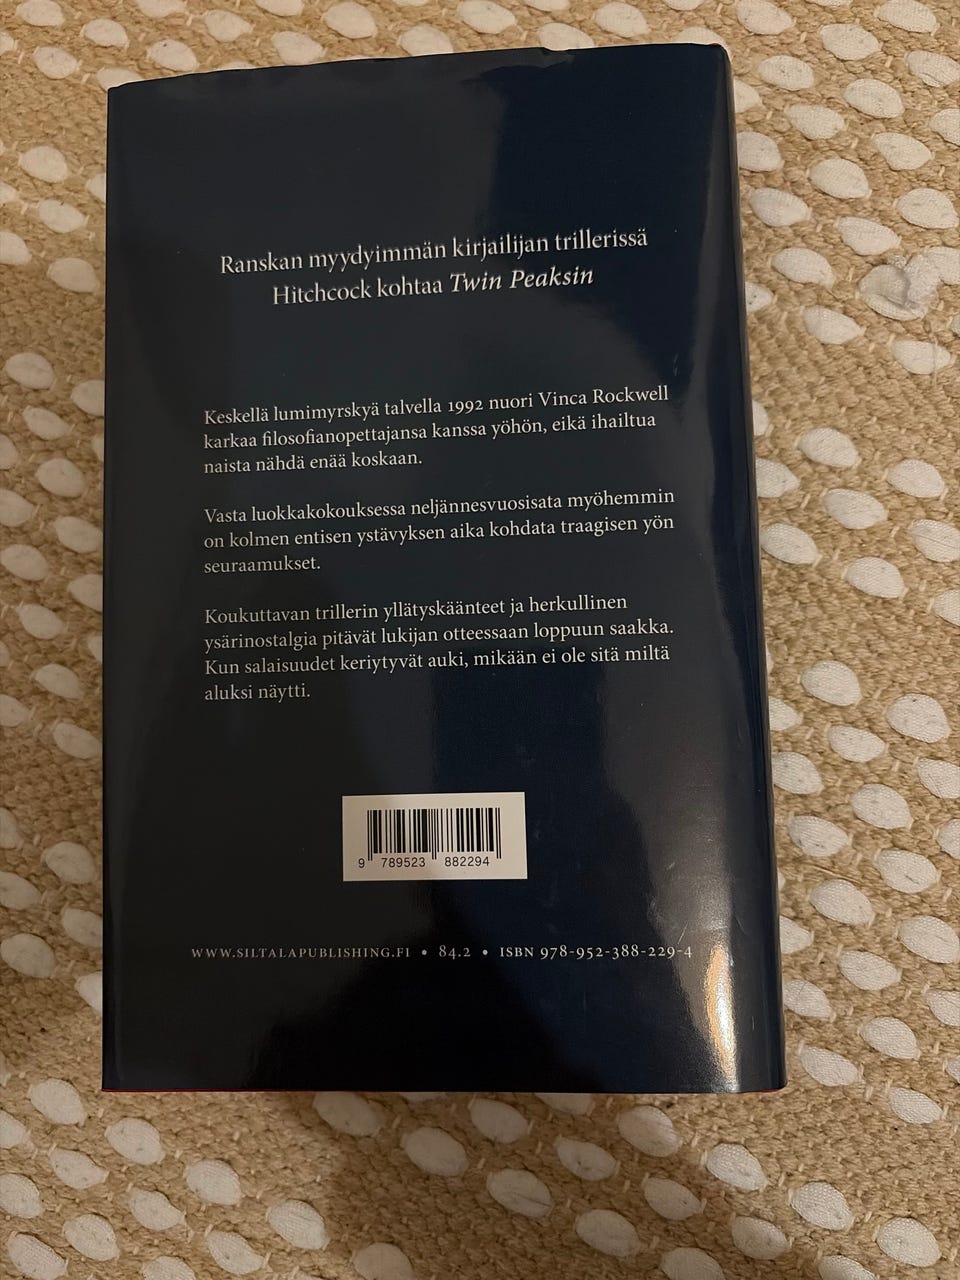 Ranskan myydyimmän kirjailijan trillerissä
Hitchcock kohtaa Twin Peaksin
Keskellä lumimyrskyä talvella 1992 nuori Vinca Rockwell
karkaa filosofianopettajansa kanssa yöhön, eikä ihailtua
naista nähdä enää koskaan.
Vasta luokkakokouksessa neljännesvuosisata myöhemmin
on kolmen entisen ystävyksen aika kohdata traagisen yön
seuraamukset.
Koukuttavan trillerin yllätyskäänteet ja herkullinen
ysärinostalgia pitävät lukijan otteessaan loppuun saakka.
Kun salaisuudet keriytyvät auki, mikään ei ole sitä miltä
aluksi näytti.
9 789523 882294
WWW.SILTALAPUBLISHING.FI • 84.2 • ISBN 978-952-388-229-4